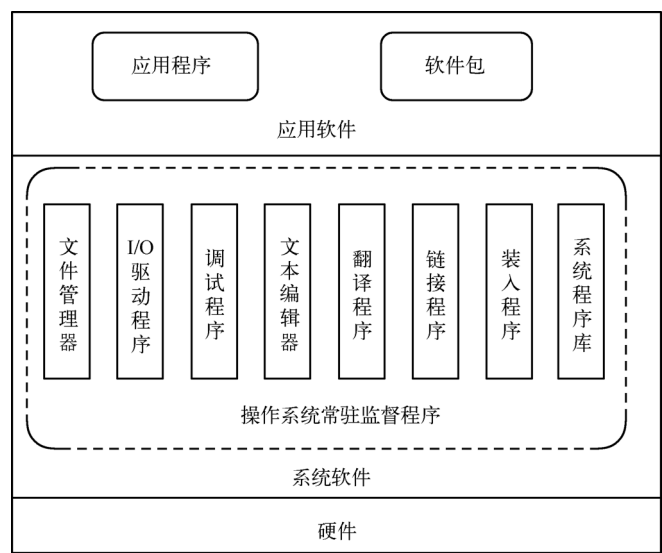 应用程序
软件包
应用软件
文件管理器
I/O驱动程序
调试程序
文本编辑器
翻译程序
链接程序
装入程序
系统程序库
操作系统常驻监督程序
系统软件
硬件